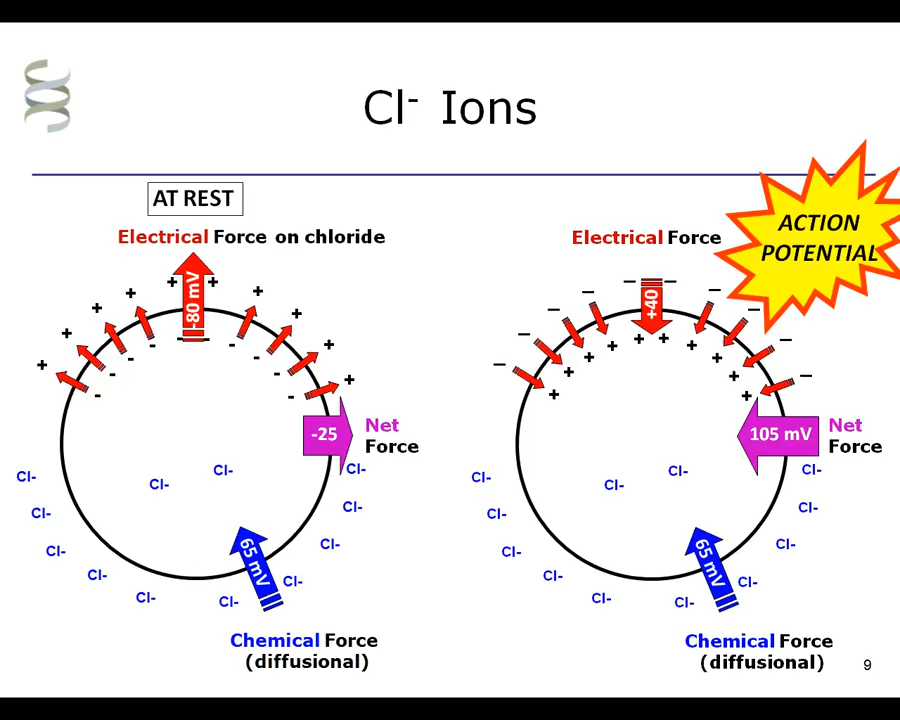 Cl- Ions
AT REST
Electrical Force on chloride
-80 mV
+ + + + + + + + +
- - - - - - - - - -
-25
Net
Force
Cl- Cl- Cl- Cl- Cl- Cl- Cl- Cl- Cl- Cl- Cl- Cl-
65 mV
Chemical Force
(diffusional)
ACTION
POTENTIAL
Electrical Force
+40
− − − − − − − − − −
+ + + + + + + + + + +
105 mV
Net
Force
Cl- Cl- Cl- Cl- Cl- Cl- Cl- Cl- Cl- Cl- Cl- Cl-
65 mV
Chemical Force
(diffusional)
9